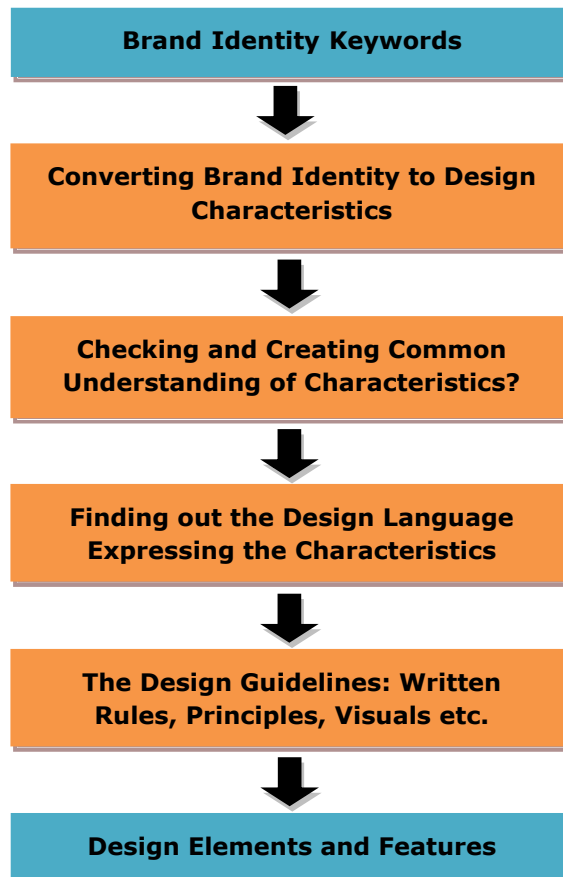 Brand Identity Keywords
Converting Brand Identity to Design
Characteristics
Checking and Creating Common
Understanding of Characteristics?
Finding out the Design Language
Expressing the Characteristics
The Design Guidelines: Written
Rules, Principles, Visuals etc.
Design Elements and Features